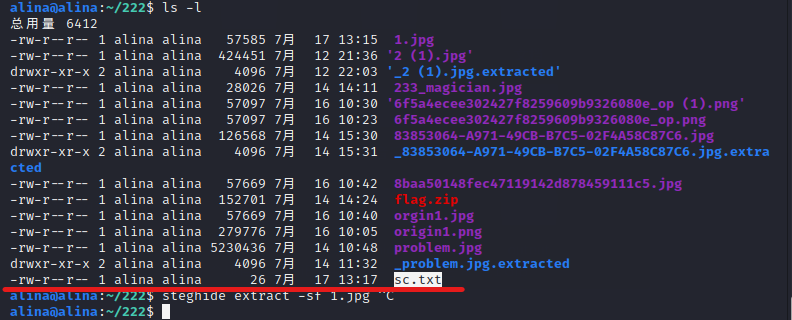 alina@alina:~/222$ ls -l
总用量 6412
-rw-r--r-- 1 alina alina   57585 7月  17 13:15  1.jpg
-rw-r--r-- 1 alina alina  424451 7月  12 21:36 '2 (1).jpg'
drwxr-xr-x 2 alina alina    4096 7月  12 22:03 '_2 (1).jpg.extracted'
-rw-r--r-- 1 alina alina   28026 7月  14 14:11  233_magician.jpg
-rw-r--r-- 1 alina alina   57097 7月  16 10:30 '6f5a4ecee302427f8259609b9326080e_op (1).png'
-rw-r--r-- 1 alina alina   57097 7月  16 10:23  6f5a4ecee302427f8259609b9326080e_op.png
-rw-r--r-- 1 alina alina  126568 7月  14 15:30  83853064-A971-49CB-B7C5-02F4A58C87C6.jpg
drwxr-xr-x 2 alina alina    4096 7月  14 15:31  _83853064-A971-49CB-B7C5-02F4A58C87C6.jpg.extra
cted
-rw-r--r-- 1 alina alina   57669 7月  16 10:42  8baa50148fec47119142d878459111c5.jpg
-rw-r--r-- 1 alina alina  152701 7月  14 14:24  flag.zip
-rw-r--r-- 1 alina alina   57669 7月  16 10:40  orgin1.jpg
-rw-r--r-- 1 alina alina  279776 7月  16 10:05  origin1.png
-rw-r--r-- 1 alina alina 5230436 7月  14 10:48  problem.jpg
drwxr-xr-x 2 alina alina    4096 7月  14 11:32  _problem.jpg.extracted
-rw-r--r-- 1 alina alina      26 7月  17 13:17  sc.txt
alina@alina:~/222$ steghide extract -sf 1.jpg ^C
alina@alina:~/222$